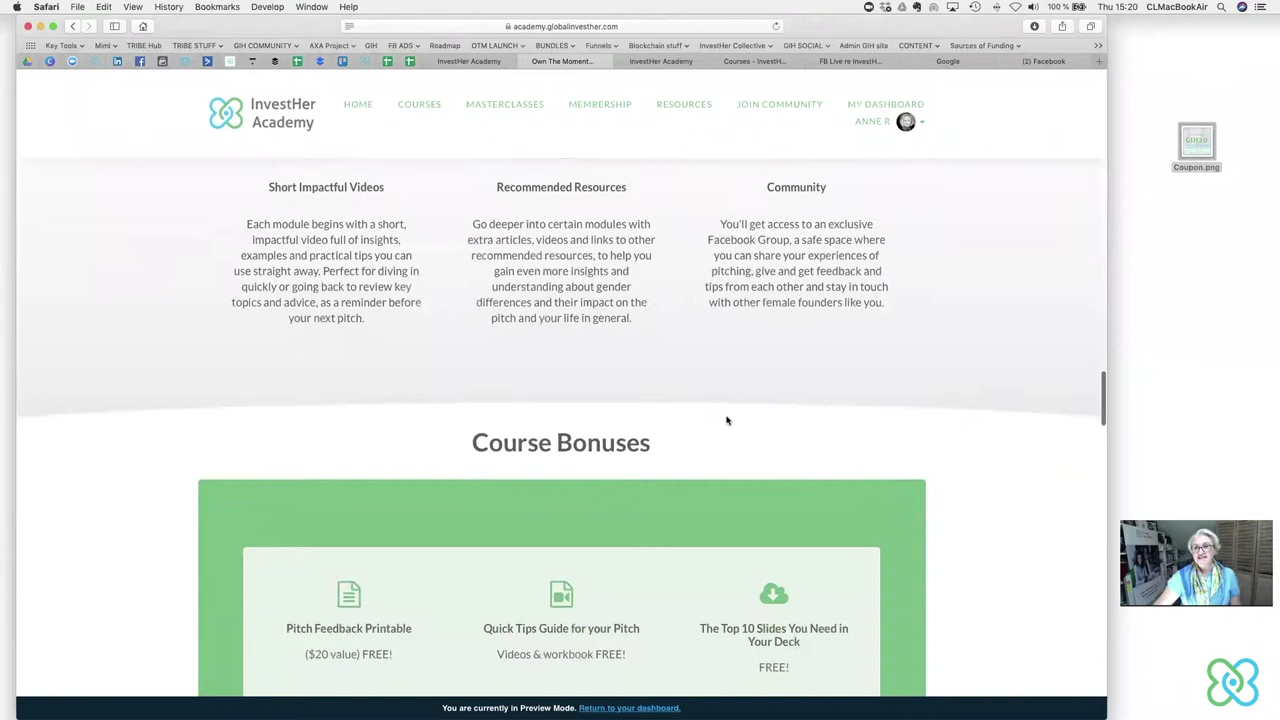 Safari File Edit View History Bookmarks Develop Window Help 100 % Thu 15:20 CLMacBookAir
academy.globalinvesther.com
Key Tools Mimi TRIBE Hub TRIBE STUFF GIH COMMUNITY AXA Project GIH FB ADS Roadmap OTM LAUNCH BUNDLES Funnels Blockchain stuff InvestHer Collective GIH SOCIAL Admin GIH site CONTENT Sources of Funding
InvestHer Academy Own The Moment... InvestHer Academy Courses - InvestH... FB Live re InvestH... Google (2) Facebook
InvestHer
Academy
HOME COURSES MASTERCLASSES MEMBERSHIP RESOURCES JOIN COMMUNITY MY DASHBOARD
ANNE R
Coupon.png
Short Impactful Videos
Each module begins with a short,
impactful video full of insights,
examples and practical tips you can
use straight away. Perfect for diving in
quickly or going back to review key
topics and advice, as a reminder before
your next pitch.
Recommended Resources
Go deeper into certain modules with
extra articles, videos and links to other
recommended resources, to help you
gain even more insights and
understanding about gender
differences and their impact on the
pitch and your life in general.
Community
You'll get access to an exclusive
Facebook Group, a safe space where
you can share your experiences of
pitching, give and get feedback and
tips from each other and stay in touch
with other female founders like you.
Course Bonuses
Pitch Feedback Printable
($20 value) FREE!
Quick Tips Guide for your Pitch
Videos & workbook FREE!
The Top 10 Slides You Need in
Your Deck
FREE!
You are currently in Preview Mode. Return to your dashboard.